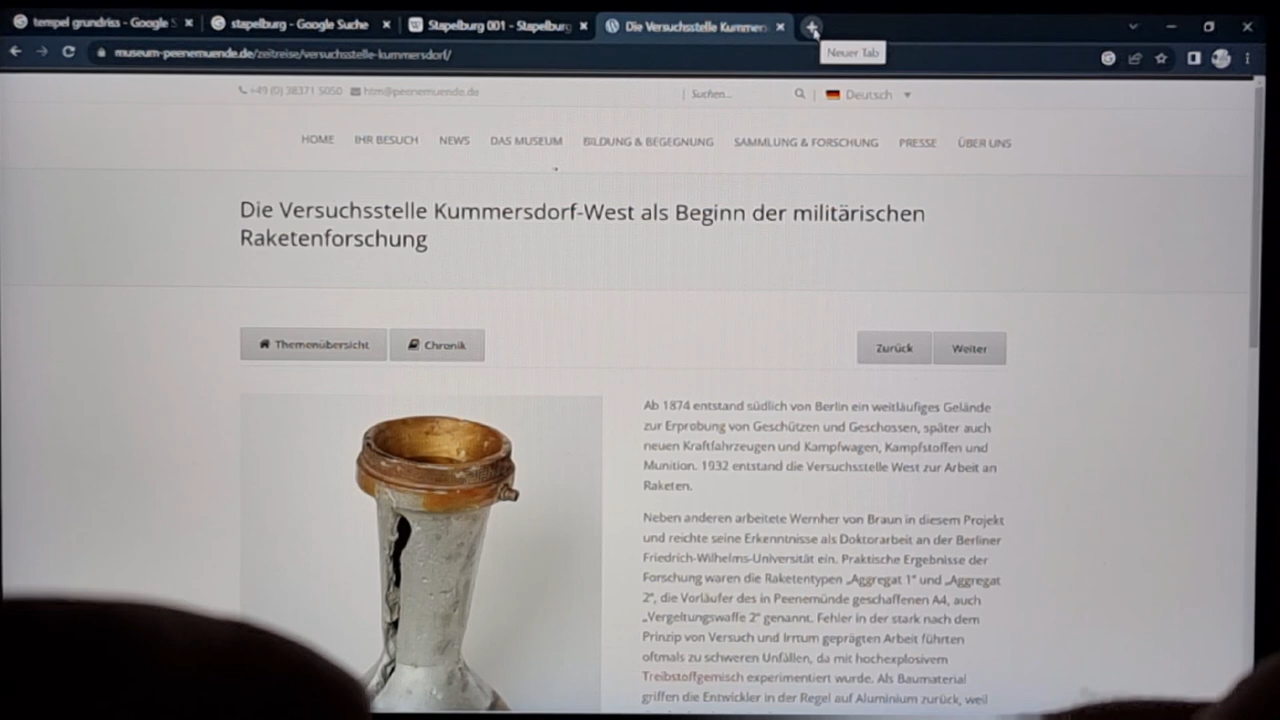 tempel grundriss - Google S
stapelburg - Google Suche
Stapelburg 001 - Stapelburg
Die Versuchsstelle Kummer
Neuer Tab
museum-peenemuende.de/zeitreise/versuchsstelle-kummersdorf/
+49 (0) 38371 5050 htm@peenemuende.de
Suchen...
Deutsch
HOME IHR BESUCH NEWS DAS MUSEUM BILDUNG & BEGEGNUNG SAMMLUNG & FORSCHUNG PRESSE ÜBER UNS
Die Versuchsstelle Kummersdorf-West als Beginn der militärischen
Raketenforschung
Themenübersicht Chronik Zurück Weiter
Ab 1874 entstand südlich von Berlin ein weitläufiges Gelände
zur Erprobung von Geschützen und Geschossen, später auch
neuen Kraftfahrzeugen und Kampfwagen, Kampfstoffen und
Munition. 1932 entstand die Versuchsstelle West zur Arbeit an
Raketen.
Neben anderen arbeitete Wernher von Braun in diesem Projekt
und reichte seine Erkenntnisse als Doktorarbeit an der Berliner
Friedrich-Wilhelms-Universität ein. Praktische Ergebnisse der
Forschung waren die Raketentypen „Aggregat 1" und „Aggregat
2", die Vorläufer des in Peenemünde geschaffenen A4, auch
„Vergeltungswaffe 2" genannt. Fehler in der stark nach dem
Prinzip von Versuch und Irrtum geprägten Arbeit führten
oftmals zu schweren Unfällen, da mit hochexplosivem
Treibstoffgemisch experimentiert wurde. Als Baumaterial
griffen die Entwickler in der Regel auf Aluminium zurück, weil